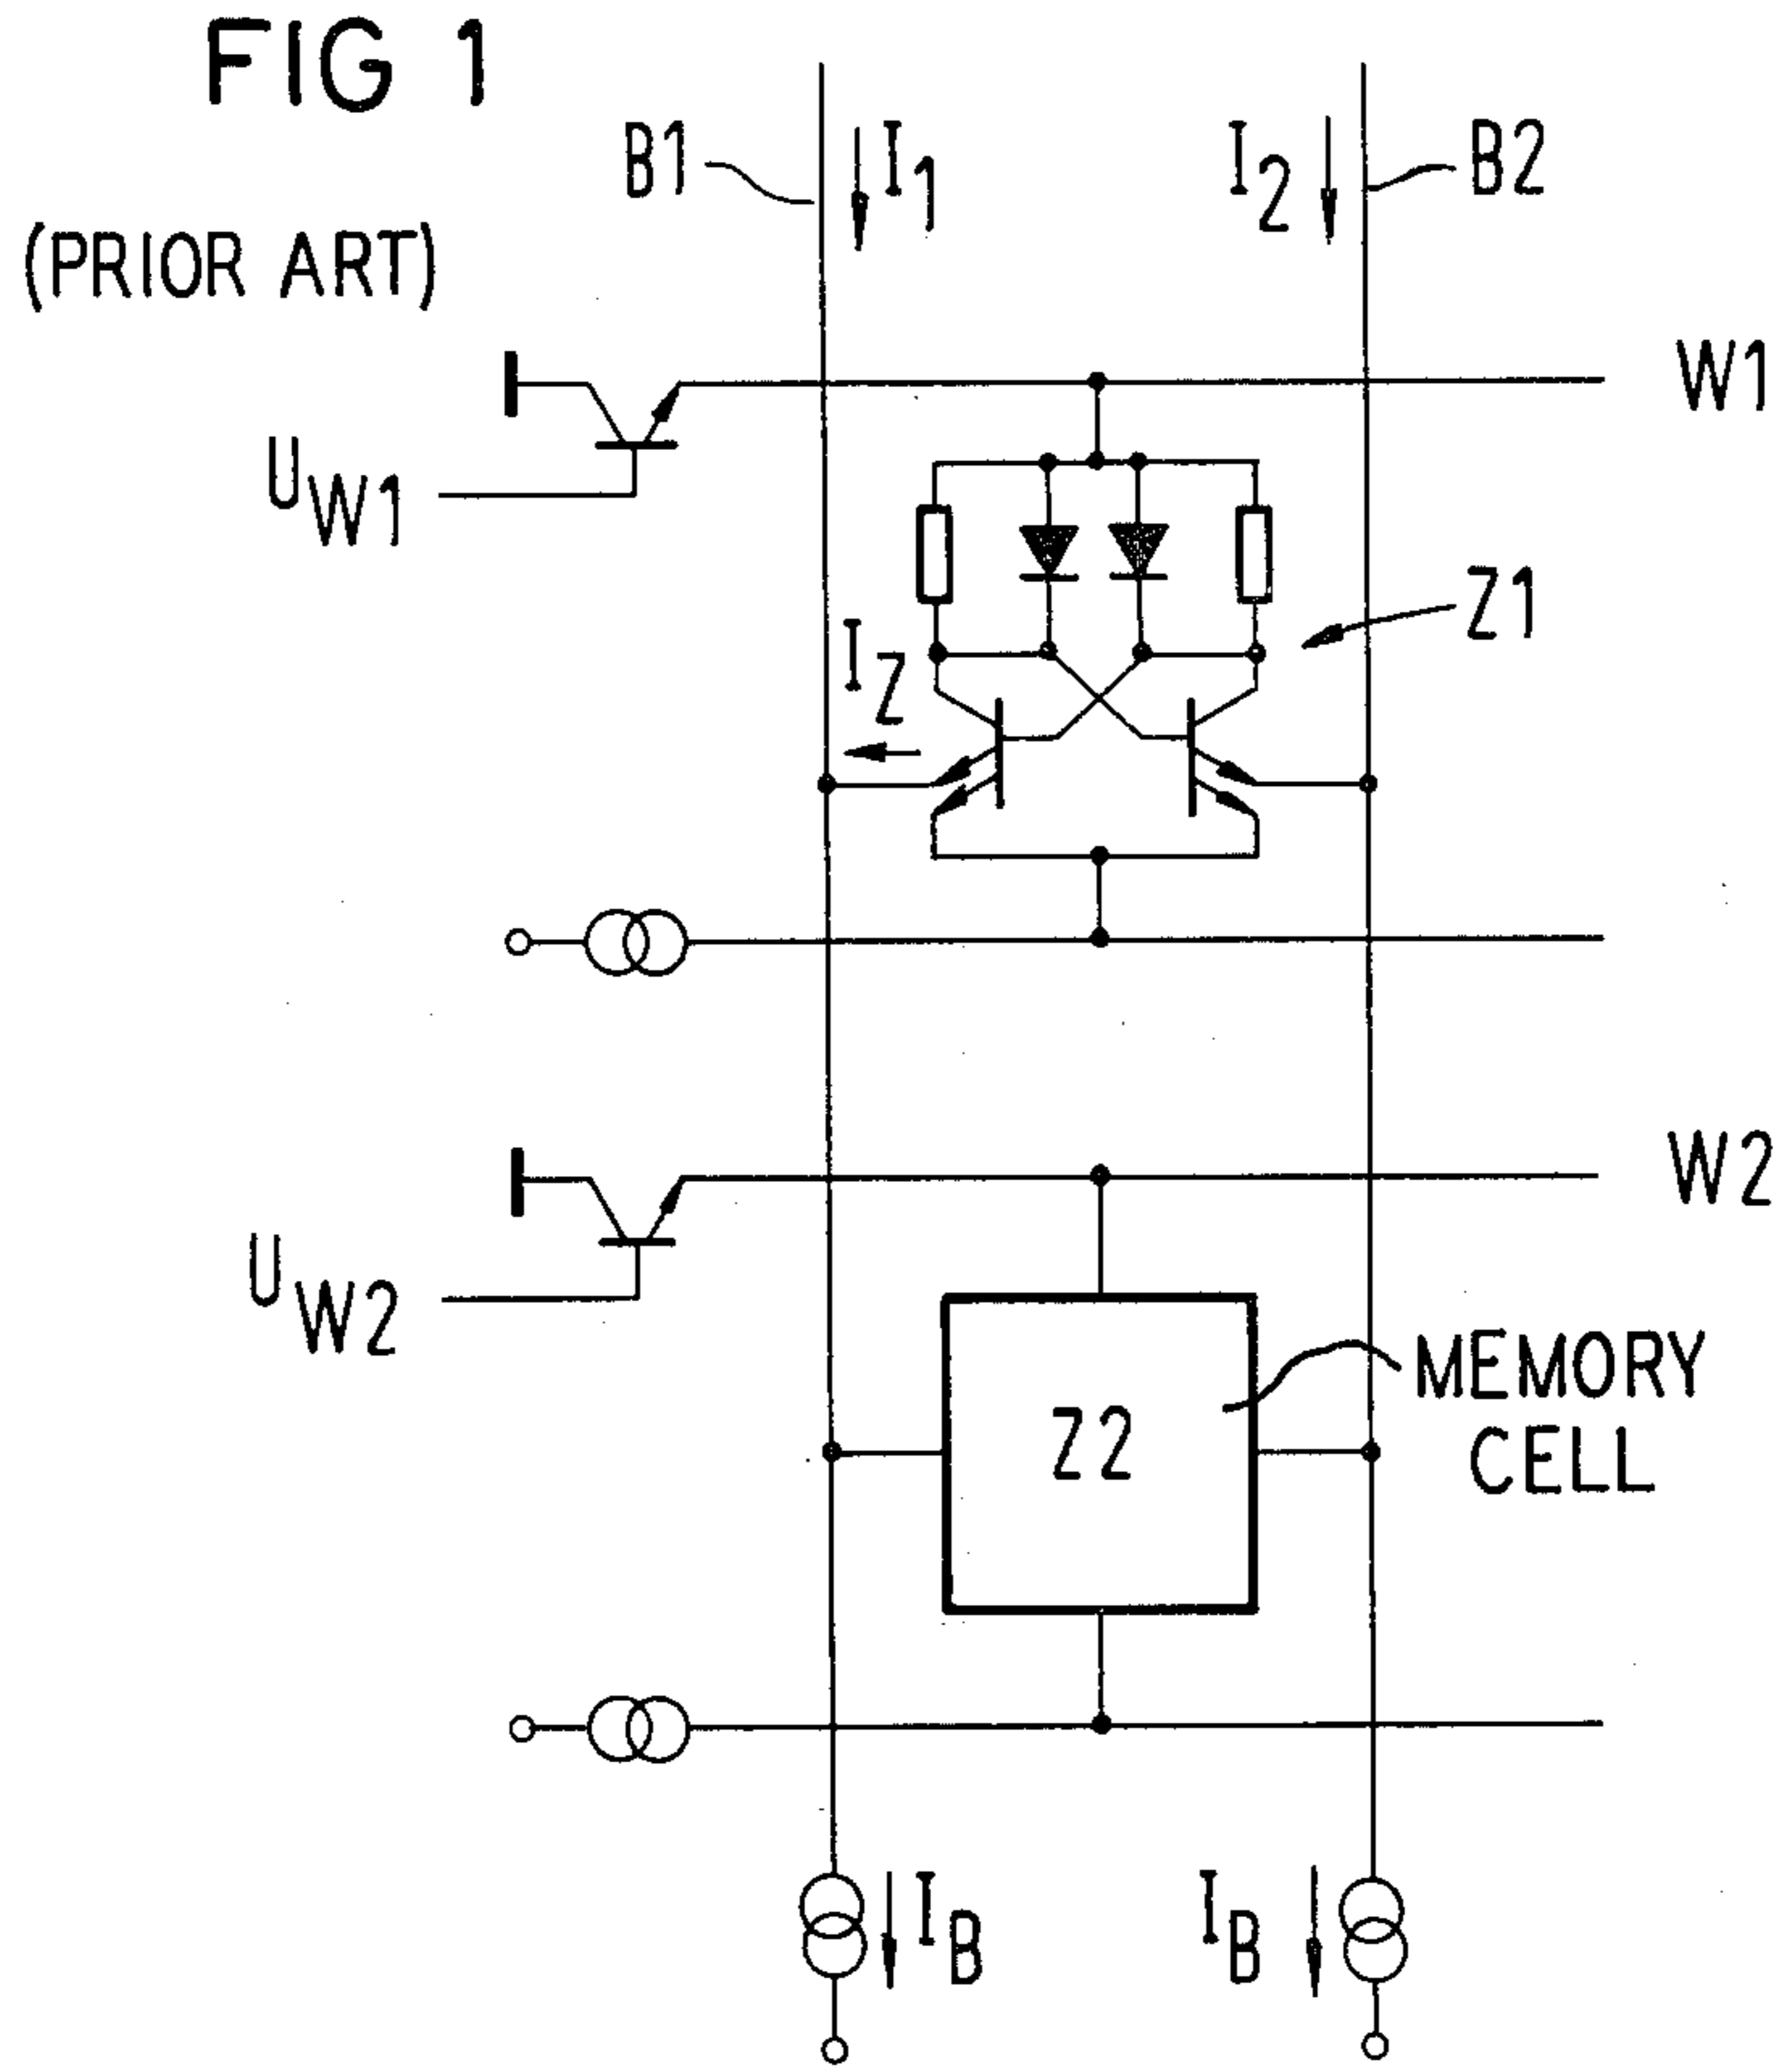 FIG 1
(PRIOR ART)
B1
I1
I2
B2
W1
UW1
Z1
IZ
W2
UW2
MEMORY
CELL
Z2
IB
IB